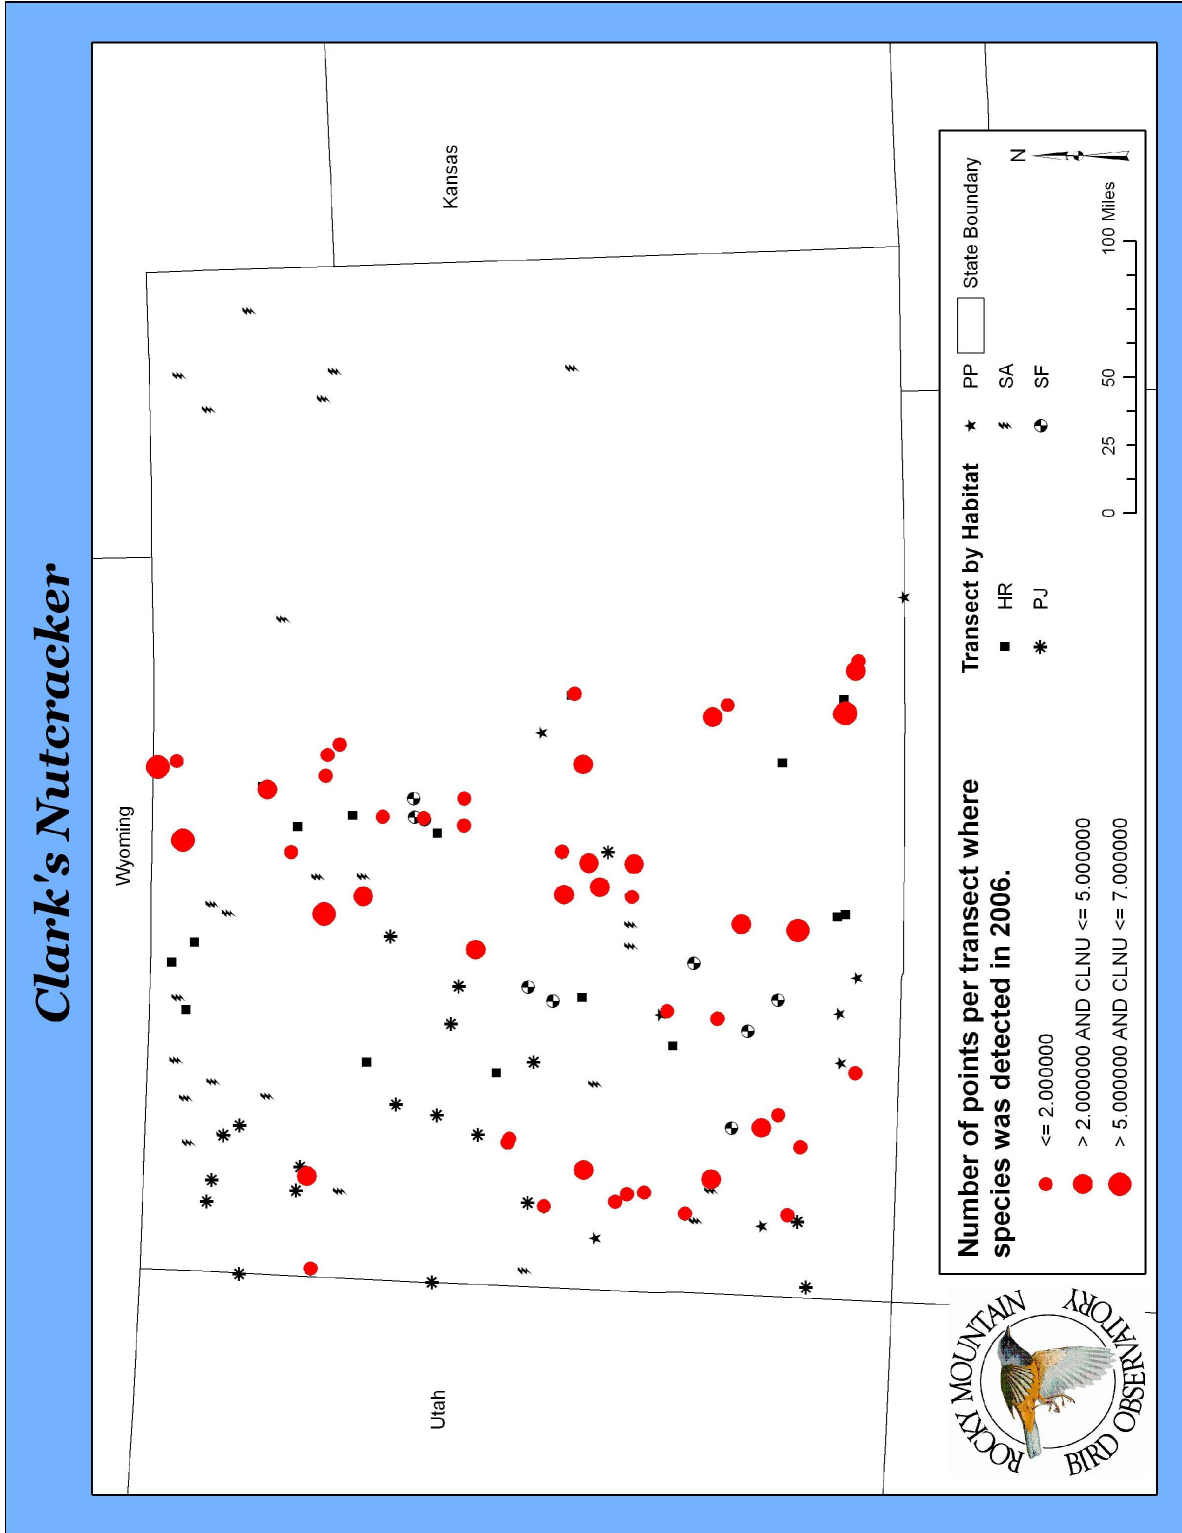 Clark's Nutcracker
Wyoming
Kansas
Utah
Number of points per transect where
species was detected in 2006.
<= 2.000000
> 2.000000 AND CLNU <= 5.000000
> 5.000000 AND CLNU <= 7.000000
Transect by Habitat
HR
PJ
PP
SA
SF
State Boundary
N
0 25 50 100 Miles
ROCKY MOUNTAIN
BIRD OBSERVATORY